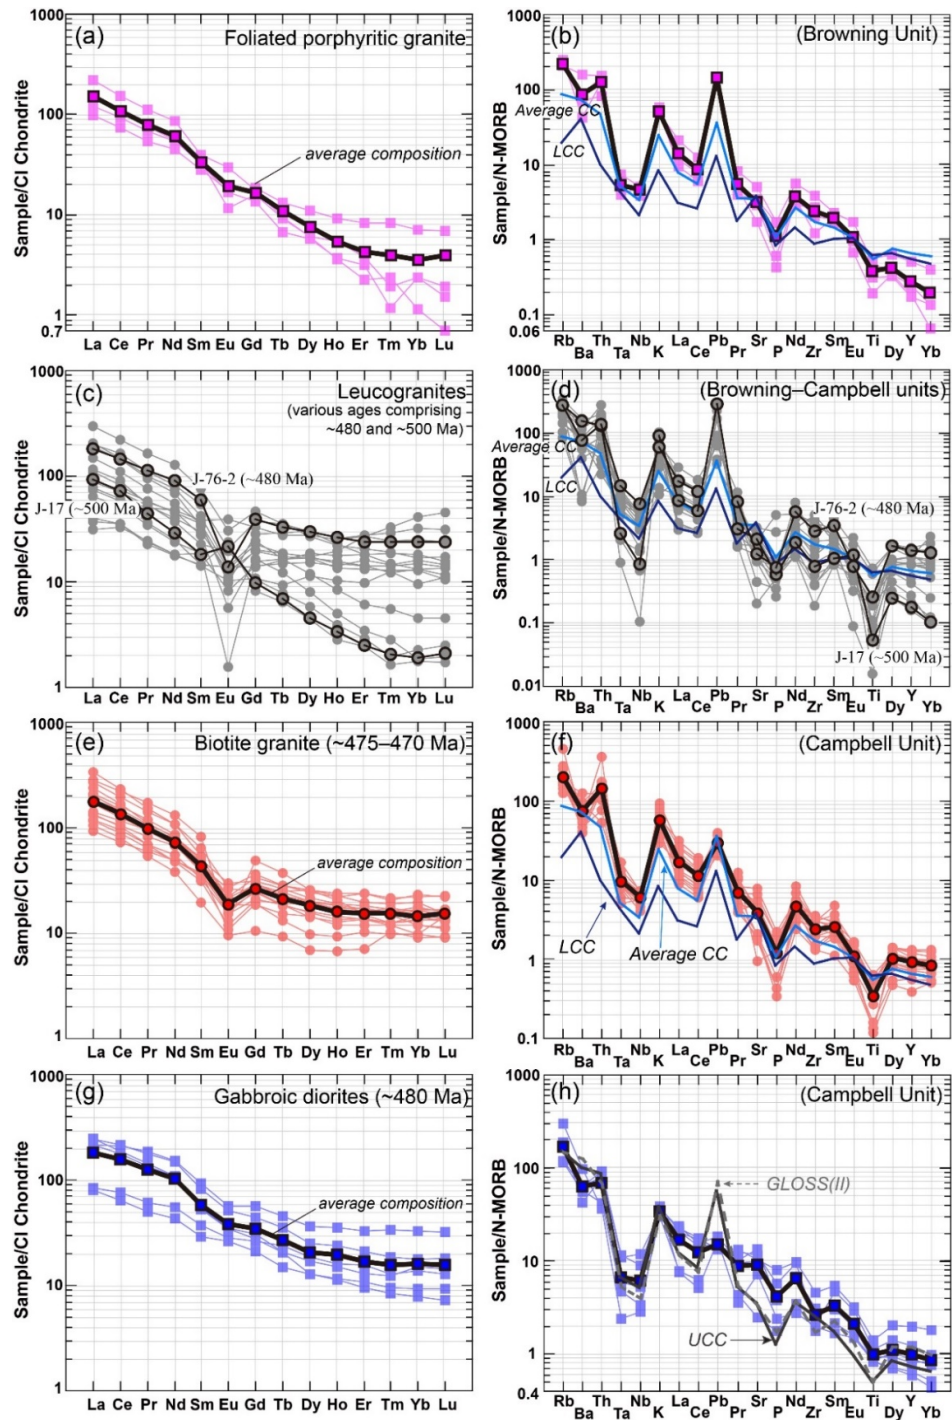 (a)
Foliated porphyritic granite
Sample/CI Chondrite
1000
100
10
1
0.7
average composition
La Ce Pr Nd Sm Eu Gd Tb Dy Ho Er Tm Yb Lu
(b)
(Browning Unit)
Sample/N-MORB
1000
100
10
1
0.1
0.06
Average CC
LCC
Rb Ba Th Ta Nb K La Ce Pb Pr Sr P Nd Zr Sm Eu Ti Dy Y Yb
(c)
Leucogranites
(various ages comprising
~480 and ~500 Ma)
Sample/CI Chondrite
1000
100
10
1
J-76-2 (~480 Ma)
J-17 (~500 Ma)
La Ce Pr Nd Sm Eu Gd Tb Dy Ho Er Tm Yb Lu
(d)
(Browning–Campbell units)
Sample/N-MORB
1000
100
10
1
0.1
0.01
Average CC
LCC
J-76-2 (~480 Ma)
J-17 (~500 Ma)
Rb Ba Th Ta Nb K La Ce Pb Pr Sr P Nd Zr Sm Eu Ti Dy Y Yb
(e)
Biotite granite (~475–470 Ma)
Sample/CI Chondrite
1000
100
10
1
average composition
La Ce Pr Nd Sm Eu Gd Tb Dy Ho Er Tm Yb Lu
(f)
(Campbell Unit)
Sample/N-MORB
1000
100
10
1
0.1
LCC
Average CC
Rb Ba Th Ta Nb K La Ce Pb Pr Sr P Nd Zr Sm Eu Ti Dy Y Yb
(g)
Gabbroic diorites (~480 Ma)
Sample/CI Chondrite
1000
100
10
1
average composition
La Ce Pr Nd Sm Eu Gd Tb Dy Ho Er Tm Yb Lu
(h)
(Campbell Unit)
Sample/N-MORB
1000
100
10
1
0.4
GLOSS(II)
UCC
Rb Ba Th Ta Nb K La Ce Pb Pr Sr P Nd Zr Sm Eu Ti Dy Y Yb